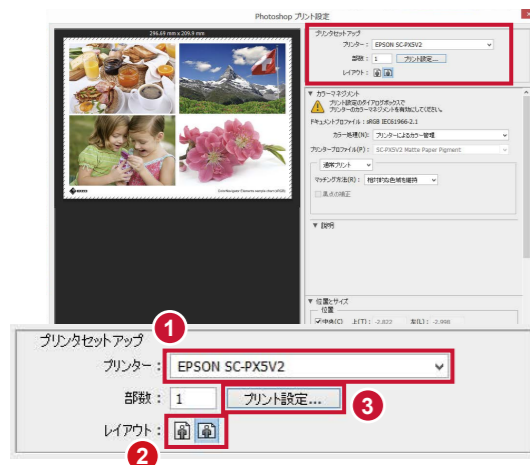 Photoshop プリント設定
296.69 mm x 209.9 mm
プリンタセットアップ
プリンター： EPSON SC-PX5V2
部数： 1 プリント設定...
レイアウト：
▼ カラーマネジメント
プリント設定のダイアログボックスで
プリンターのカラーマネジメントを有効にしてください。
ドキュメントプロファイル：sRGB IEC61966-2.1
カラー処理(N)： プリンターによるカラー管理
プリンタープロファイル(P)： SC-PX5V2 Matte Paper Pigment
通常プリント
マッチング方法(R)： 相対的な色域を維持
黒点の補正
▼ 説明
▼ 位置とサイズ
位置
中央(C) 上(T)： -2.822 左(L)： -2.998
1
プリンタセットアップ
プリンター： EPSON SC-PX5V2
部数： 1 プリント設定... 3
レイアウト：
2